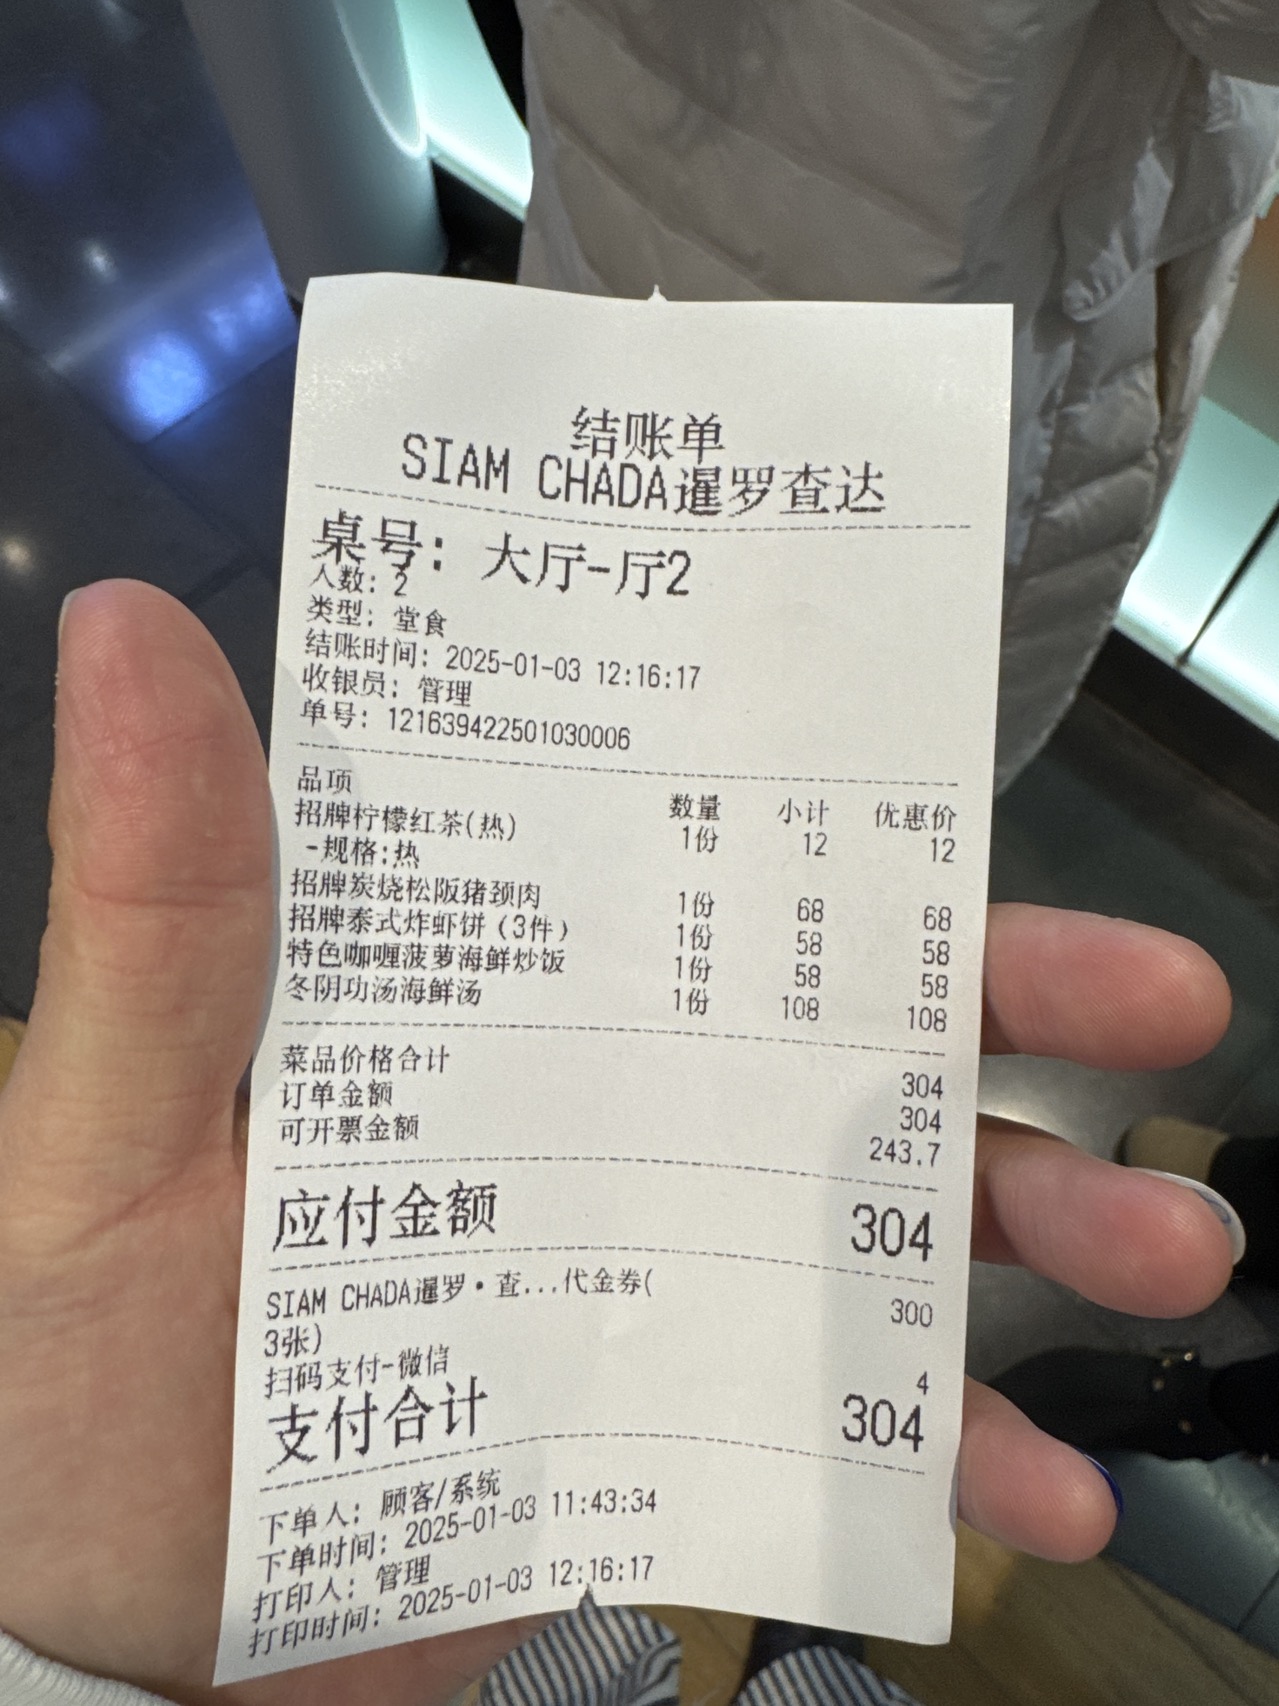 结账单
SIAM CHADA暹罗查达
桌号: 大厅-厅2
人数: 2
类型: 堂食
结账时间: 2025-01-03 12:16:17
收银员: 管理
单号: 121639422501030006
品项 数量 小计 优惠价
招牌柠檬红茶(热) 1份 12 12
-规格:热
招牌炭烧松阪猪颈肉 1份 68 68
招牌泰式炸虾饼(3件) 1份 58 58
特色咖喱菠萝海鲜炒饭 1份 58 58
冬阴功汤海鲜汤 1份 108 108
菜品价格合计 304
订单金额 304
可开票金额 243.7
应付金额 304
SIAM CHADA暹罗·查...代金券( 300
3张)
扫码支付-微信 4
支付合计 304
下单人: 顾客/系统
下单时间: 2025-01-03 11:43:34
打印人: 管理
打印时间: 2025-01-03 12:16:17